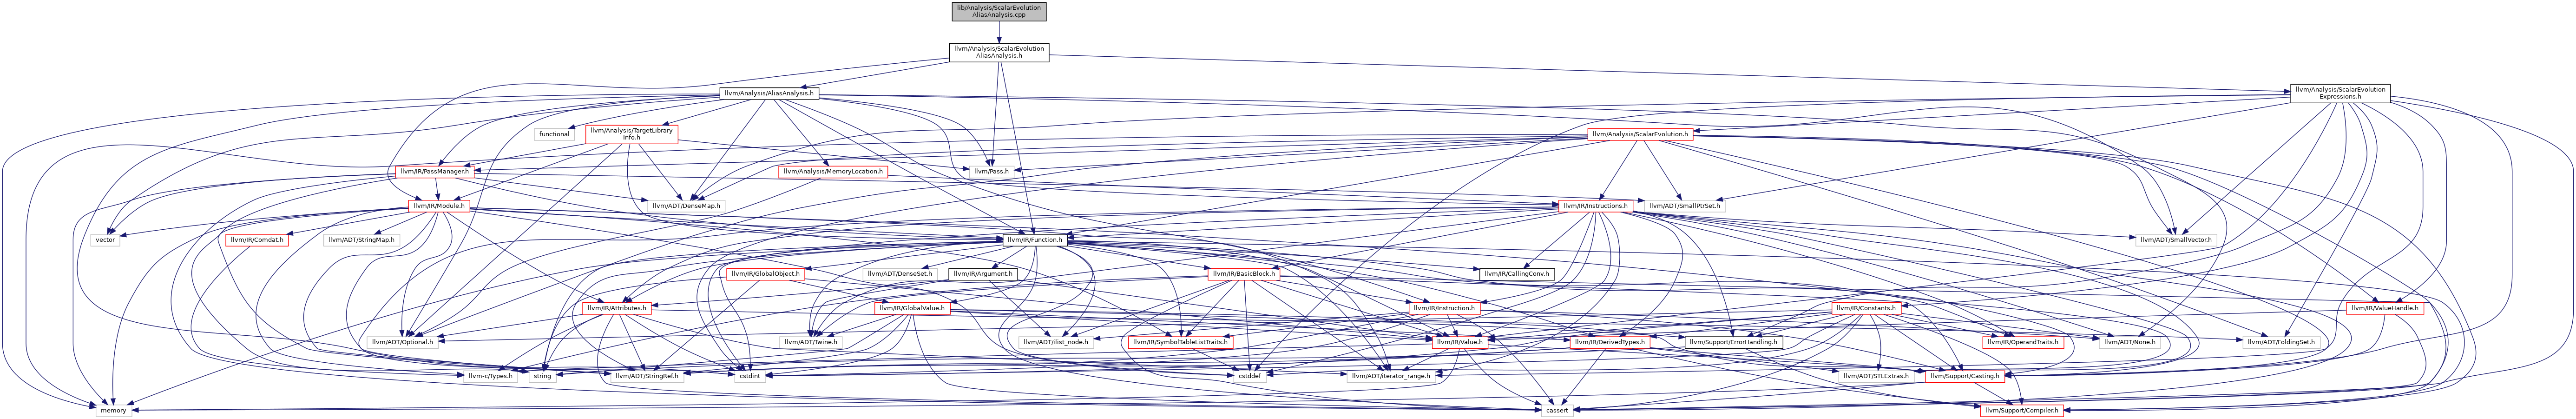 lib/Analysis/ScalarEvolution
AliasAnalysis.cpp
llvm/Analysis/ScalarEvolution
AliasAnalysis.h
llvm/Analysis/AliasAnalysis.h
llvm/Analysis/ScalarEvolution
Expressions.h
functional
llvm/Analysis/TargetLibrary
Info.h
llvm/Analysis/ScalarEvolution.h
llvm/IR/PassManager.h
llvm/Analysis/MemoryLocation.h
llvm/Pass.h
llvm/IR/Module.h
llvm/ADT/DenseMap.h
llvm/IR/Instructions.h
llvm/ADT/SmallPtrSet.h
vector
llvm/IR/Comdat.h
llvm/ADT/StringMap.h
llvm/IR/Function.h
llvm/ADT/SmallVector.h
llvm/IR/GlobalObject.h
llvm/ADT/DenseSet.h
llvm/IR/Argument.h
llvm/IR/BasicBlock.h
llvm/IR/CallingConv.h
llvm/IR/Attributes.h
llvm/IR/GlobalValue.h
llvm/IR/Instruction.h
llvm/IR/Constants.h
llvm/IR/ValueHandle.h
llvm/ADT/Optional.h
llvm/ADT/Twine.h
llvm/ADT/ilist_node.h
llvm/IR/SymbolTableListTraits.h
llvm/IR/Value.h
llvm/IR/DerivedTypes.h
llvm/Support/ErrorHandling.h
llvm/IR/OperandTraits.h
llvm/ADT/None.h
llvm/ADT/FoldingSet.h
llvm-c/Types.h
string
llvm/ADT/StringRef.h
cstdint
cstddef
llvm/ADT/iterator_range.h
llvm/ADT/STLExtras.h
llvm/Support/Casting.h
memory
cassert
llvm/Support/Compiler.h